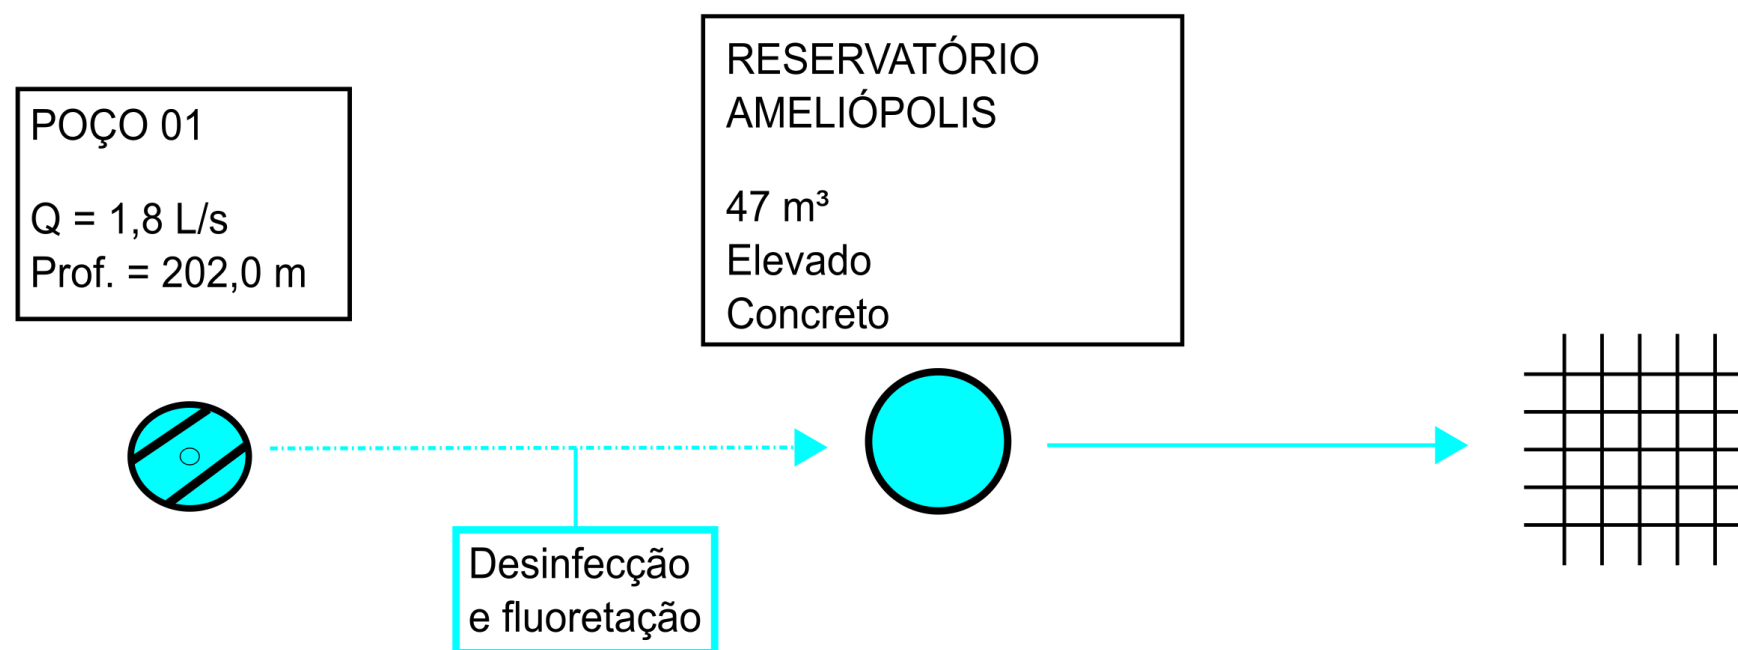 POÇO 01
Q = 1,8 L/s
Prof. = 202,0 m
RESERVATÓRIO
AMELIÓPOLIS
47 m³
Elevado
Concreto
Desinfecção
e fluoretação